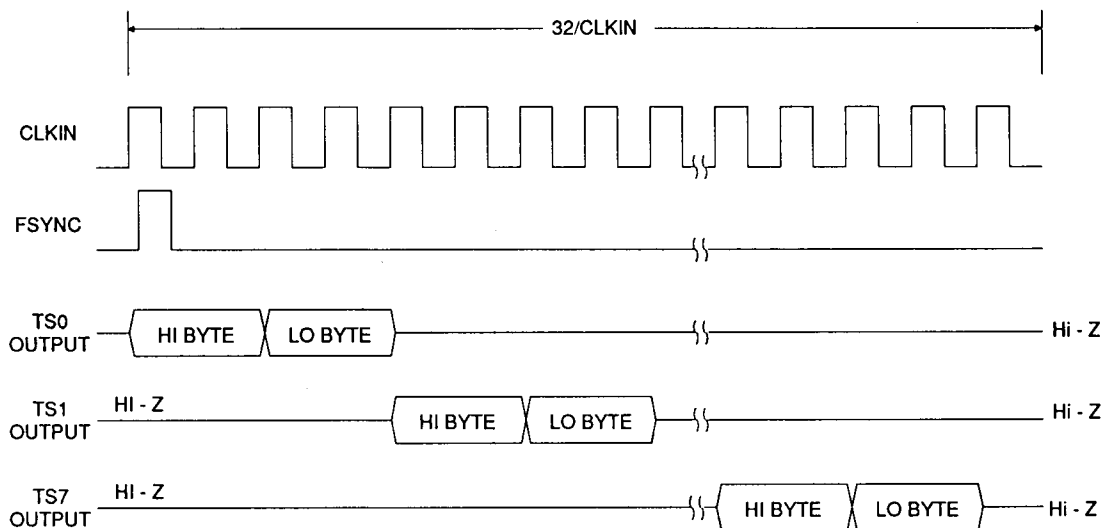 32/CLKIN
CLKIN
FSYNC
TS0
OUTPUT
HI BYTE
LO BYTE
Hi - Z
TS1
OUTPUT
HI - Z
HI BYTE
LO BYTE
Hi - Z
TS7
OUTPUT
HI - Z
HI BYTE
LO BYTE
Hi - Z